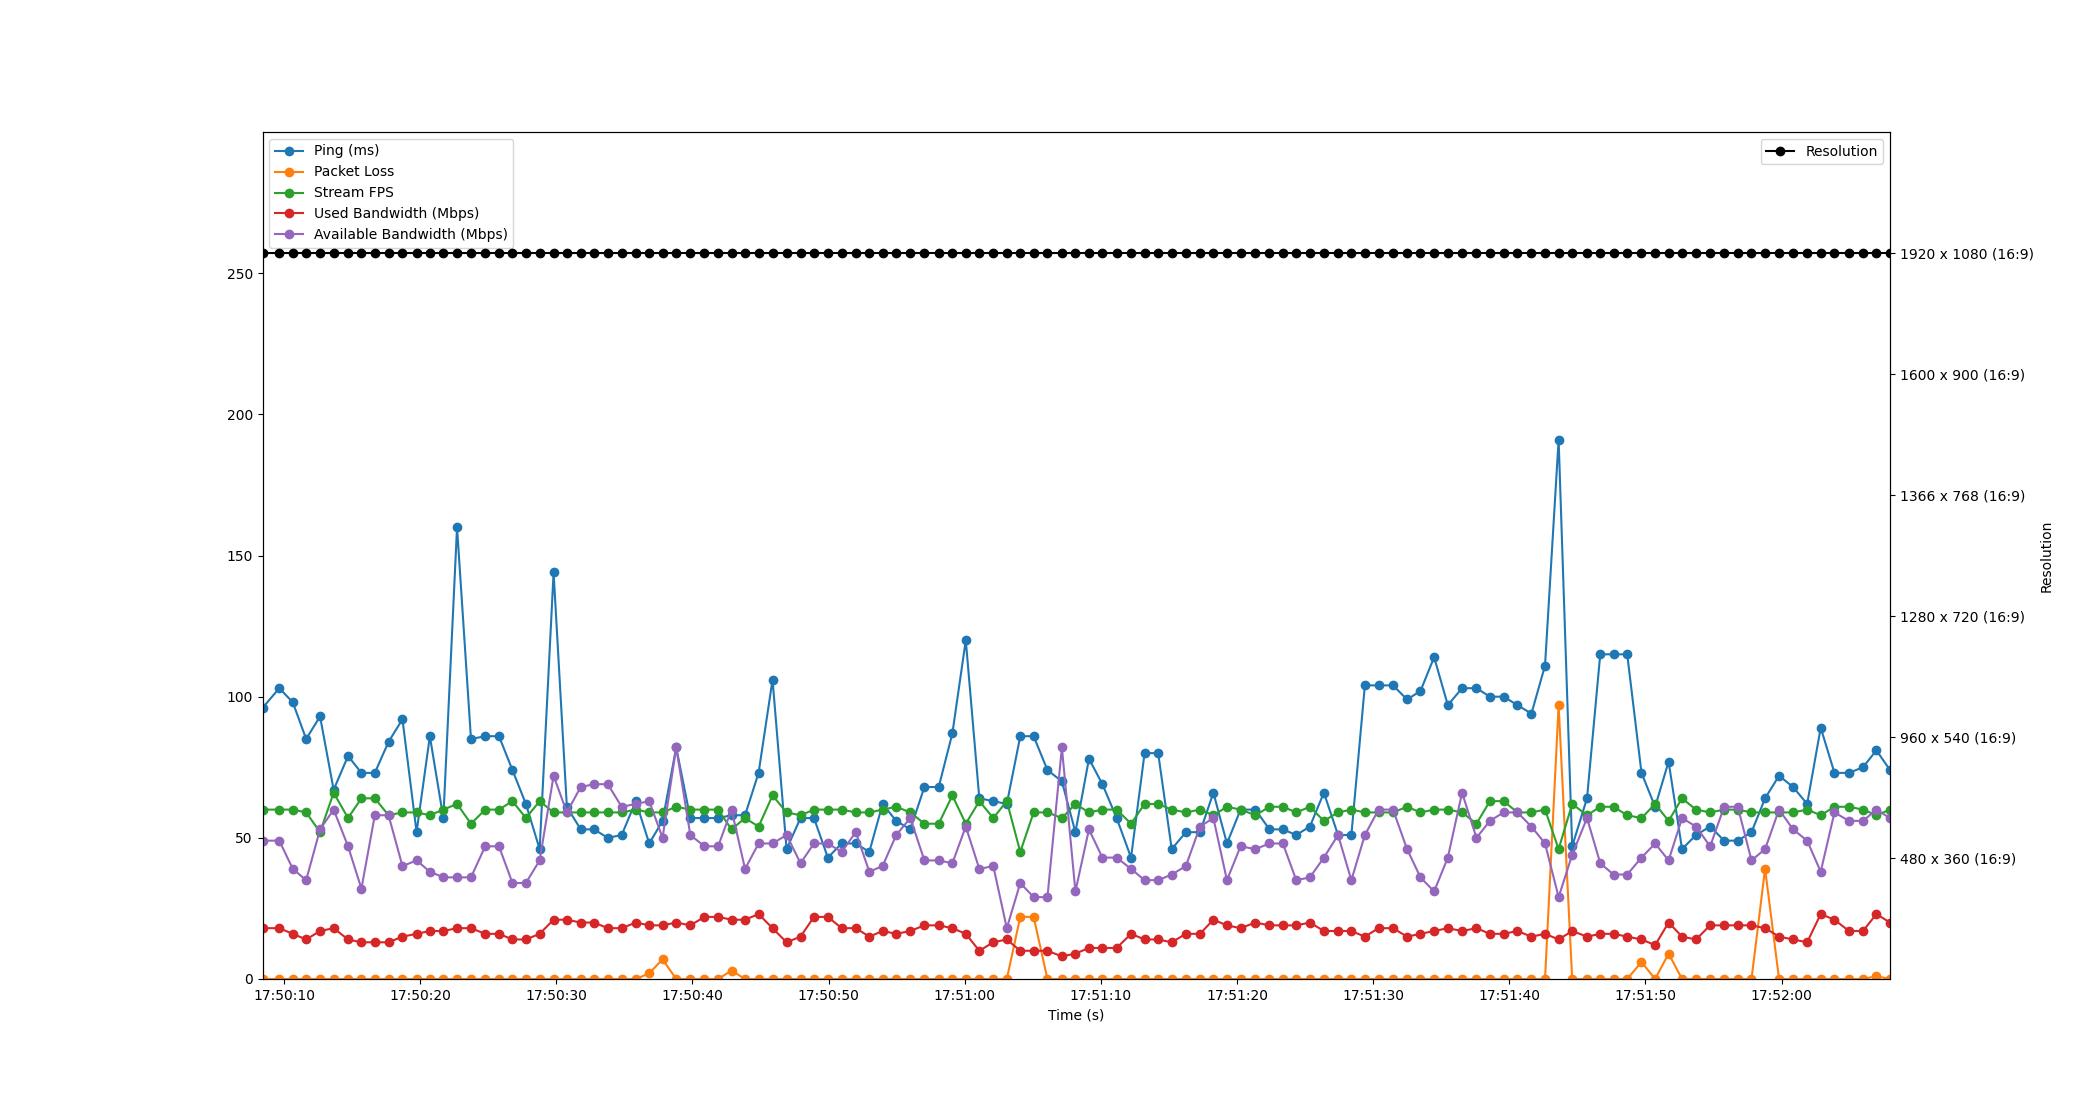 Ping (ms)
Packet Loss
Stream FPS
Used Bandwidth (Mbps)
Available Bandwidth (Mbps)
Resolution
250
200
150
100
50
0
1920 x 1080 (16:9)
1600 x 900 (16:9)
1366 x 768 (16:9)
1280 x 720 (16:9)
960 x 540 (16:9)
480 x 360 (16:9)
Resolution
17:50:10 17:50:20 17:50:30 17:50:40 17:50:50 17:51:00 17:51:10 17:51:20 17:51:30 17:51:40 17:51:50 17:52:00
Time (s)